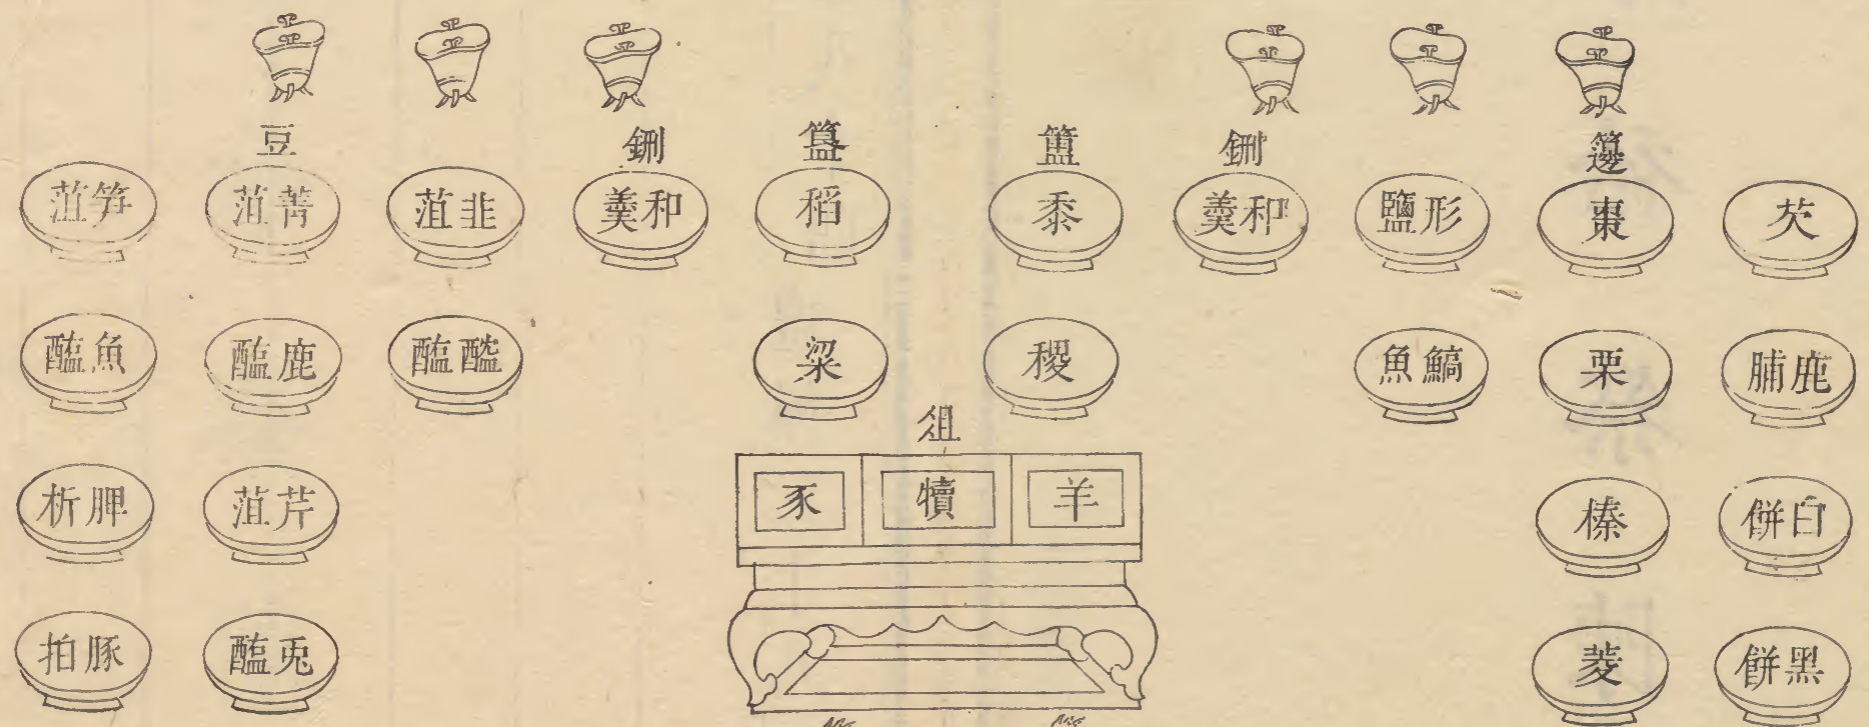 籩
鉶
簠
簋
鉶
豆
芡
棗
形鹽
和羹
黍
稻
和羹
韭菹
菁菹
笋菹
鹿脯
栗
鰝魚
稷
粱
醓醢
鹿醢
魚醢
俎
白餅
榛
羊
犢
豕
芹菹
脾析
黑餅
菱
兎醢
豚拍